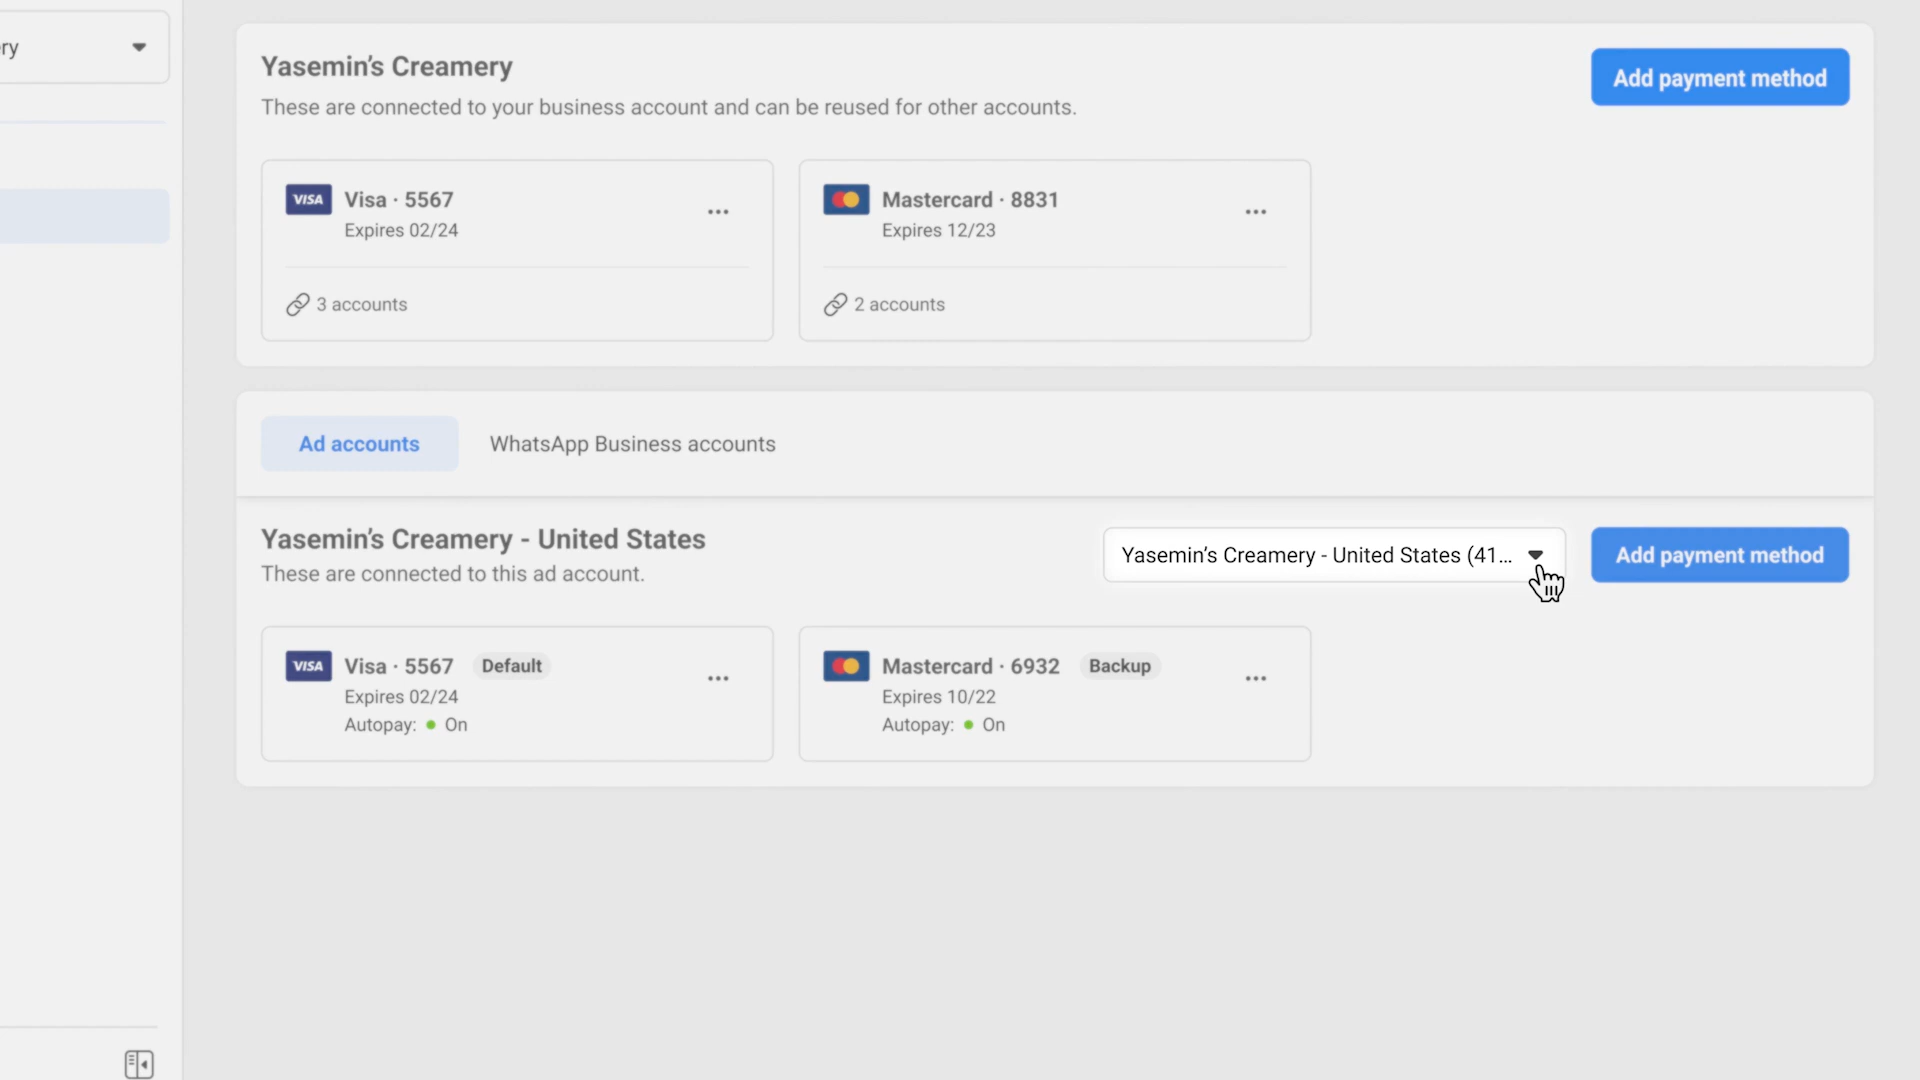 ry
Yasemin’s Creamery
Add payment method
These are connected to your business account and can be reused for other accounts.
VISA Visa · 5567
Expires 02/24
3 accounts
Mastercard · 8831
Expires 12/23
2 accounts
Ad accounts
WhatsApp Business accounts
Yasemin’s Creamery - United States
These are connected to this ad account.
Yasemin’s Creamery - United States (41...
Add payment method
VISA Visa · 5567 Default
Expires 02/24
Autopay: On
Mastercard · 6932 Backup
Expires 10/22
Autopay: On